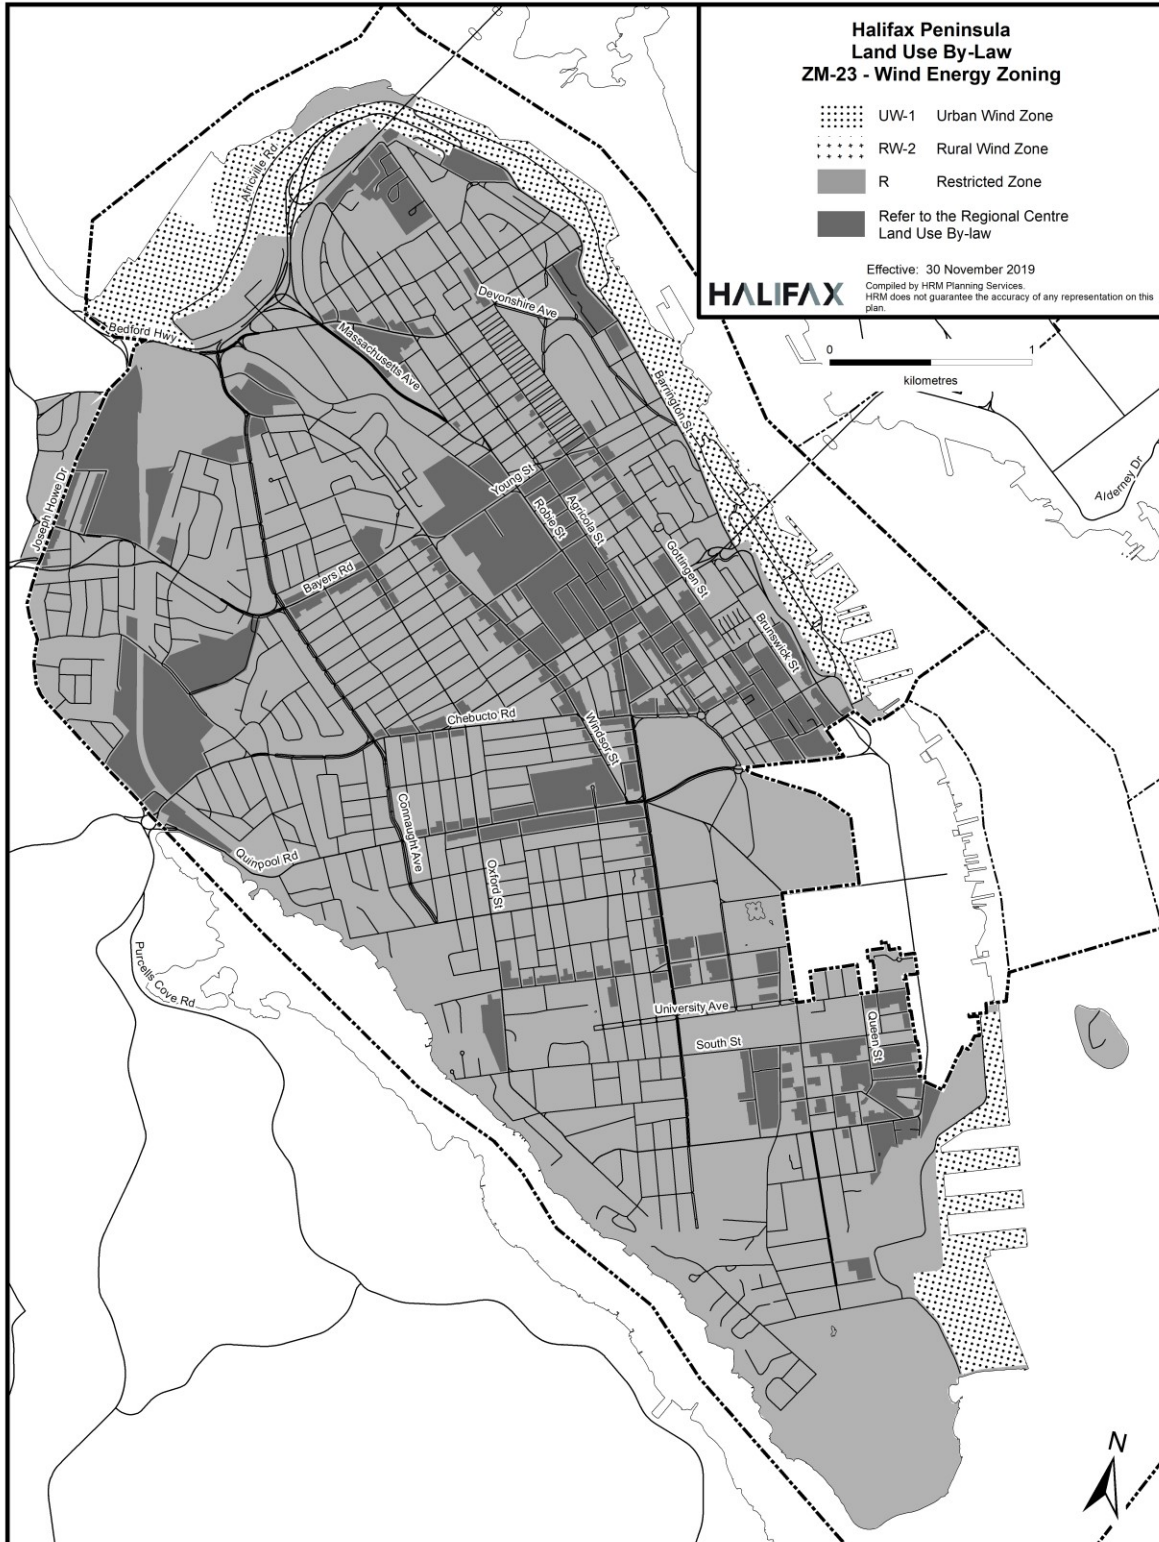 Halifax Peninsula
Land Use By-Law
ZM-23 - Wind Energy Zoning
UW-1 Urban Wind Zone
RW-2 Rural Wind Zone
R Restricted Zone
Refer to the Regional Centre
Land Use By-law
Effective: 30 November 2019
Compiled by HRM Planning Services.
HRM does not guarantee the accuracy of any representation on this
plan.
HALIFAX
0 1
kilometres
Africville Rd
Bedford Hwy
Massachusetts Ave
Devonshire Ave
Barrington St
Joseph Howe Dr
Young St
Robie St
Agricola St
Alderney Dr
Gottingen St
Bayers Rd
Brunswick St
Chebucto Rd
Windsor St
Connaught Ave
Quinpool Rd
Oxford St
Purcells Cove Rd
University Ave
Queen St
South St
N